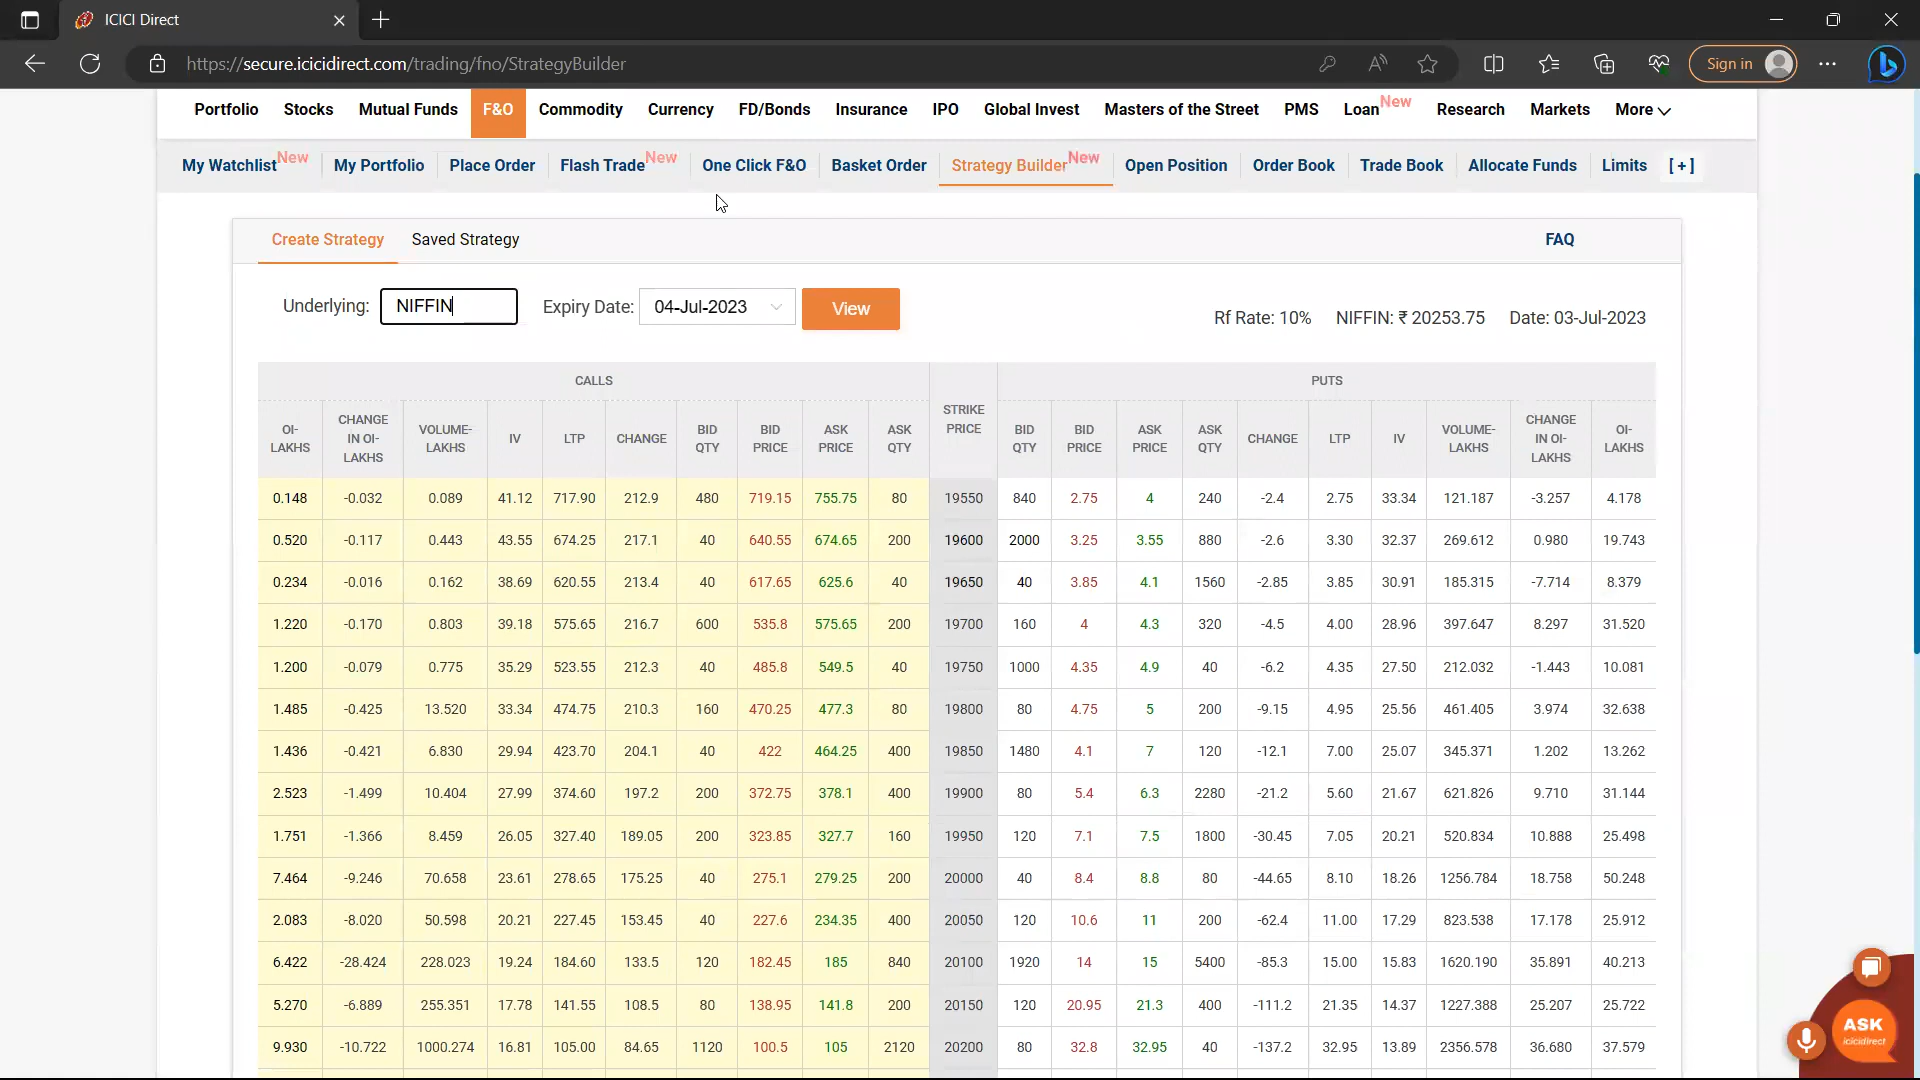 ICICI Direct
https://secure.icicidirect.com/trading/fno/StrategyBuilder
Sign in
Portfolio Stocks Mutual Funds F&O Commodity Currency FD/Bonds Insurance IPO Global Invest Masters of the Street PMS Loan New Research Markets More
My Watchlist New My Portfolio Place Order Flash Trade New One Click F&O Basket Order Strategy Builder New Open Position Order Book Trade Book Allocate Funds Limits [ + ]
Create Strategy Saved Strategy FAQ
Underlying: NIFFIN Expiry Date: 04-Jul-2023 View Rf Rate: 10% NIFFIN: ₹ 20253.75 Date: 03-Jul-2023
CALLS STRIKE PRICE PUTS
OI-LAKHS CHANGE IN OI-LAKHS VOLUME-LAKHS IV LTP CHANGE BID QTY BID PRICE ASK PRICE ASK QTY BID QTY BID PRICE ASK PRICE ASK QTY CHANGE LTP IV VOLUME-LAKHS CHANGE IN OI-LAKHS OI-LAKHS
0.148 -0.032 0.089 41.12 717.90 212.9 480 719.15 755.75 80 19550 840 2.75 4 240 -2.4 2.75 33.34 121.187 -3.257 4.178
0.520 -0.117 0.443 43.55 674.25 217.1 40 640.55 674.65 200 19600 2000 3.25 3.55 880 -2.6 3.30 32.37 269.612 0.980 19.743
0.234 -0.016 0.162 38.69 620.55 213.4 40 617.65 625.6 40 19650 40 3.85 4.1 1560 -2.85 3.85 30.91 185.315 -7.714 8.379
1.220 -0.170 0.803 39.18 575.65 216.7 600 535.8 575.65 200 19700 160 4 4.3 320 -4.5 4.00 28.96 397.647 8.297 31.520
1.200 -0.079 0.775 35.29 523.55 212.3 40 485.8 549.5 40 19750 1000 4.35 4.9 40 -6.2 4.35 27.50 212.032 -1.443 10.081
1.485 -0.425 13.520 33.34 474.75 210.3 160 470.25 477.3 80 19800 80 4.75 5 200 -9.15 4.95 25.56 461.405 3.974 32.638
1.436 -0.421 6.830 29.94 423.70 204.1 40 422 464.25 400 19850 1480 4.1 7 120 -12.1 7.00 25.07 345.371 1.202 13.262
2.523 -1.499 10.404 27.99 374.60 197.2 200 372.75 378.1 400 19900 80 5.4 6.3 2280 -21.2 5.60 21.67 621.826 9.710 31.144
1.751 -1.366 8.459 26.05 327.40 189.05 200 323.85 327.7 160 19950 120 7.1 7.5 1800 -30.45 7.05 20.21 520.834 10.888 25.498
7.464 -9.246 70.658 23.61 278.65 175.25 40 275.1 279.25 200 20000 40 8.4 8.8 80 -44.65 8.10 18.26 1256.784 18.758 50.248
2.083 -8.020 50.598 20.21 227.45 153.45 40 227.6 234.35 400 20050 120 10.6 11 200 -62.4 11.00 17.29 823.538 17.178 25.912
6.422 -28.424 228.023 19.24 184.60 133.5 120 182.45 185 840 20100 1920 14 15 5400 -85.3 15.00 15.83 1620.190 35.891 40.213
5.270 -6.889 255.351 17.78 141.55 108.5 80 138.95 141.8 200 20150 120 20.95 21.3 400 -111.2 21.35 14.37 1227.388 25.207 25.722
9.930 -10.722 1000.274 16.81 105.00 84.65 1120 100.5 105 2120 20200 80 32.8 32.95 40 -137.2 32.95 13.89 2356.578 36.680 37.579
ASK
icicidirect